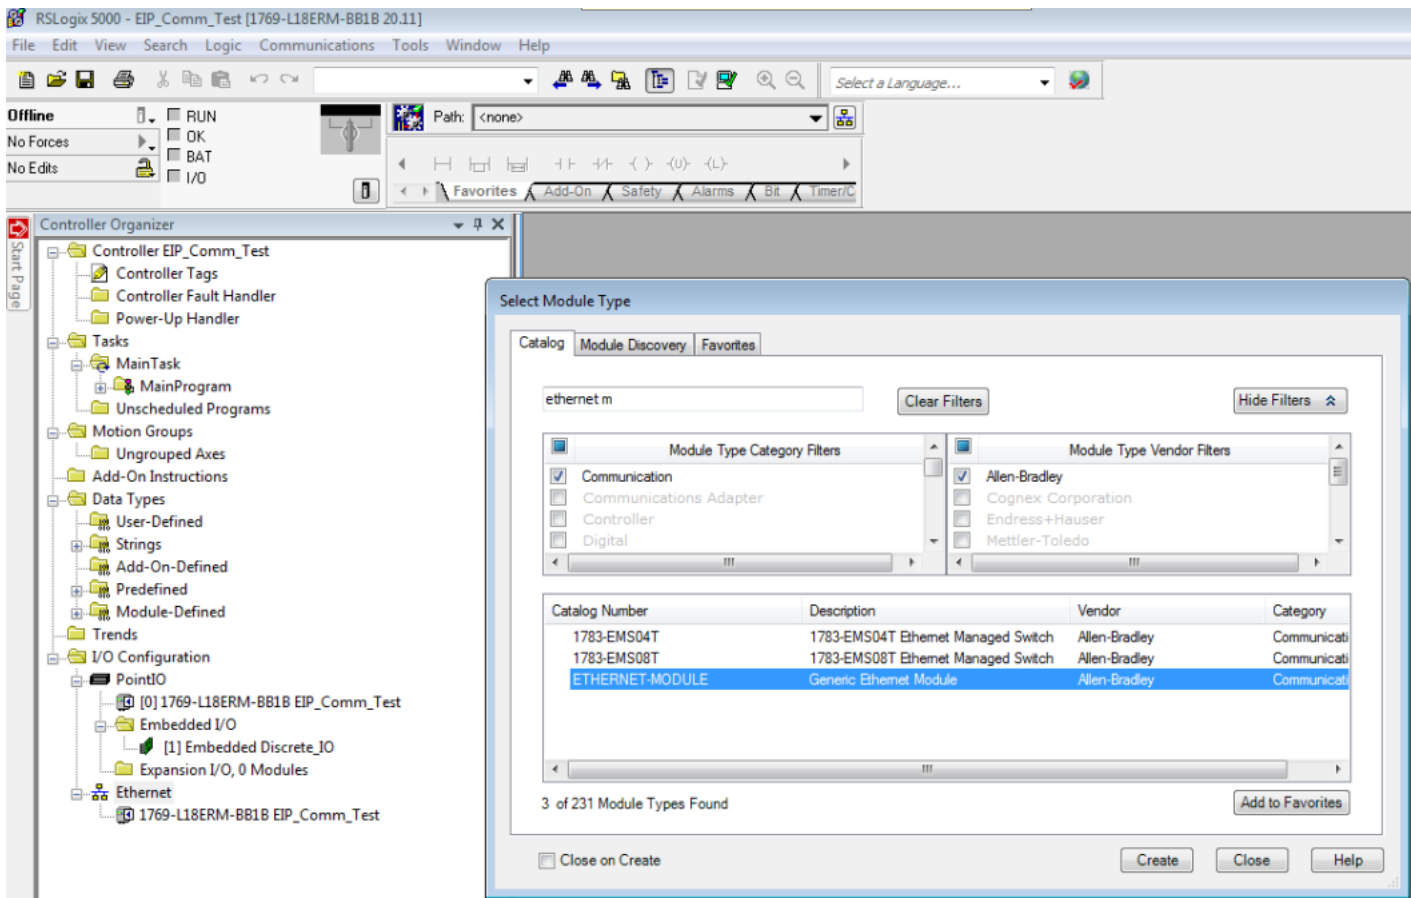 RSLogix 5000 - EIP_Comm_Test [1769-L18ERM-BB1B 20.11]
File Edit View Search Logic Communications Tools Window Help
Select a Language...
Offline
RUN
Path: <none>
No Forces
OK
BAT
No Edits
I/O
Favorites Add-On Safety Alarms Bit Timer/C
Start Page
Controller Organizer
Controller EIP_Comm_Test
Controller Tags
Controller Fault Handler
Power-Up Handler
Tasks
MainTask
MainProgram
Unscheduled Programs
Motion Groups
Ungrouped Axes
Add-On Instructions
Data Types
User-Defined
Strings
Add-On-Defined
Predefined
Module-Defined
Trends
I/O Configuration
PointIO
[0] 1769-L18ERM-BB1B EIP_Comm_Test
Embedded I/O
[1] Embedded Discrete_IO
Expansion I/O, 0 Modules
Ethernet
1769-L18ERM-BB1B EIP_Comm_Test
Select Module Type
Catalog Module Discovery Favorites
ethernet m
Clear Filters
Hide Filters
Module Type Category Filters
Module Type Vendor Filters
Communication
Allen-Bradley
Communications Adapter
Cognex Corporation
Controller
Endress+Hauser
Digital
Mettler-Toledo
Catalog Number Description Vendor Category
1783-EMS04T 1783-EMS04T Ethernet Managed Switch Allen-Bradley Communicati
1783-EMS08T 1783-EMS08T Ethernet Managed Switch Allen-Bradley Communicati
ETHERNET-MODULE Generic Ethernet Module Allen-Bradley Communicati
3 of 231 Module Types Found
Add to Favorites
Close on Create
Create Close Help